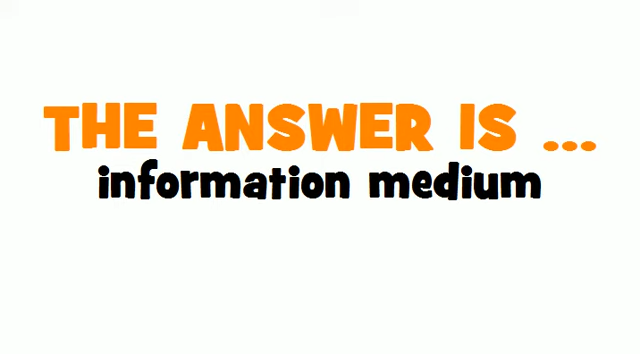 THE ANSWER IS ...
information medium